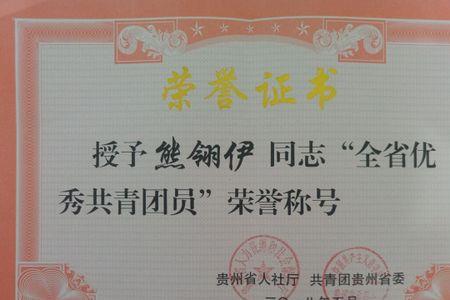 荣誉证书
授予熊翎伊同志“全省优
秀共青团员”荣誉称号
贵州省人社厅 共青团贵州省委